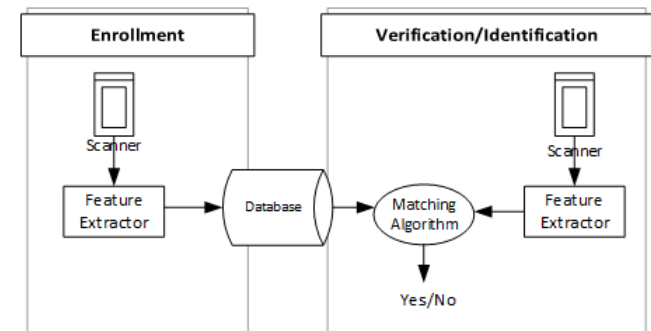 Enrollment
Verification/Identification
Scanner
Scanner
Feature
Extractor
Database
Matching
Algorithm
Feature
Extractor
Yes/No